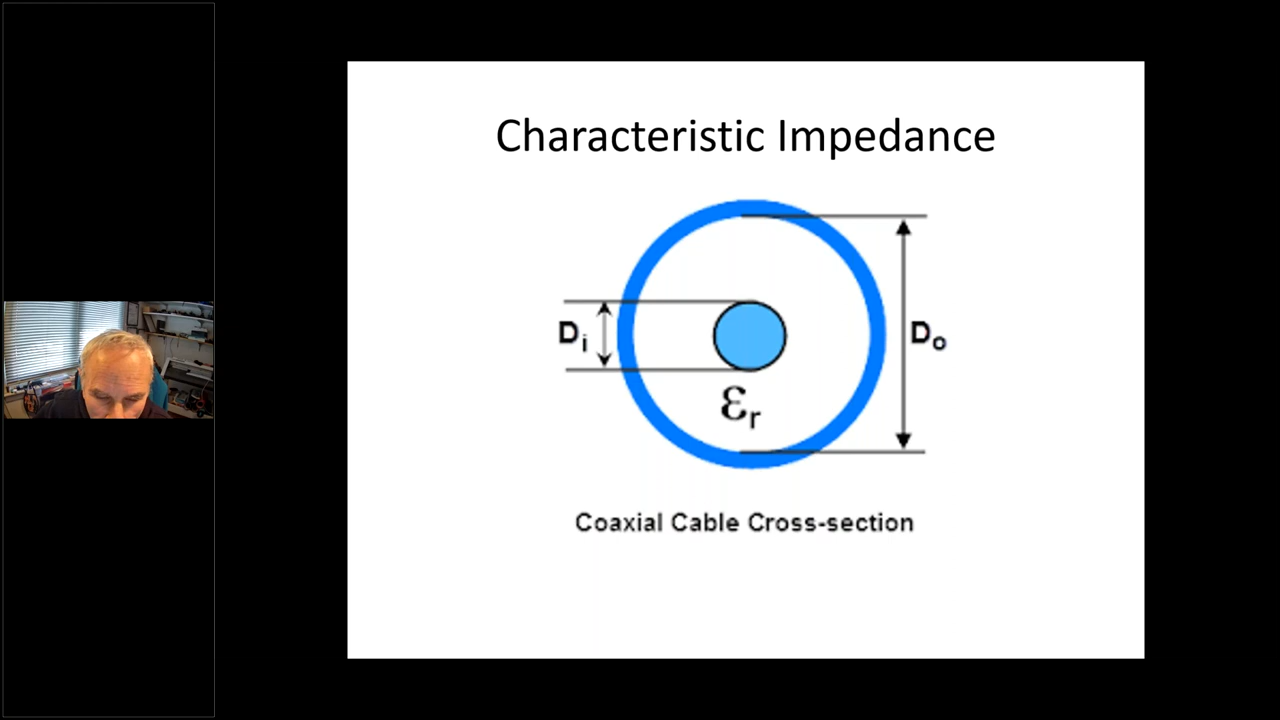 Characteristic Impedance
Di
Do
εr
Coaxial Cable Cross-section